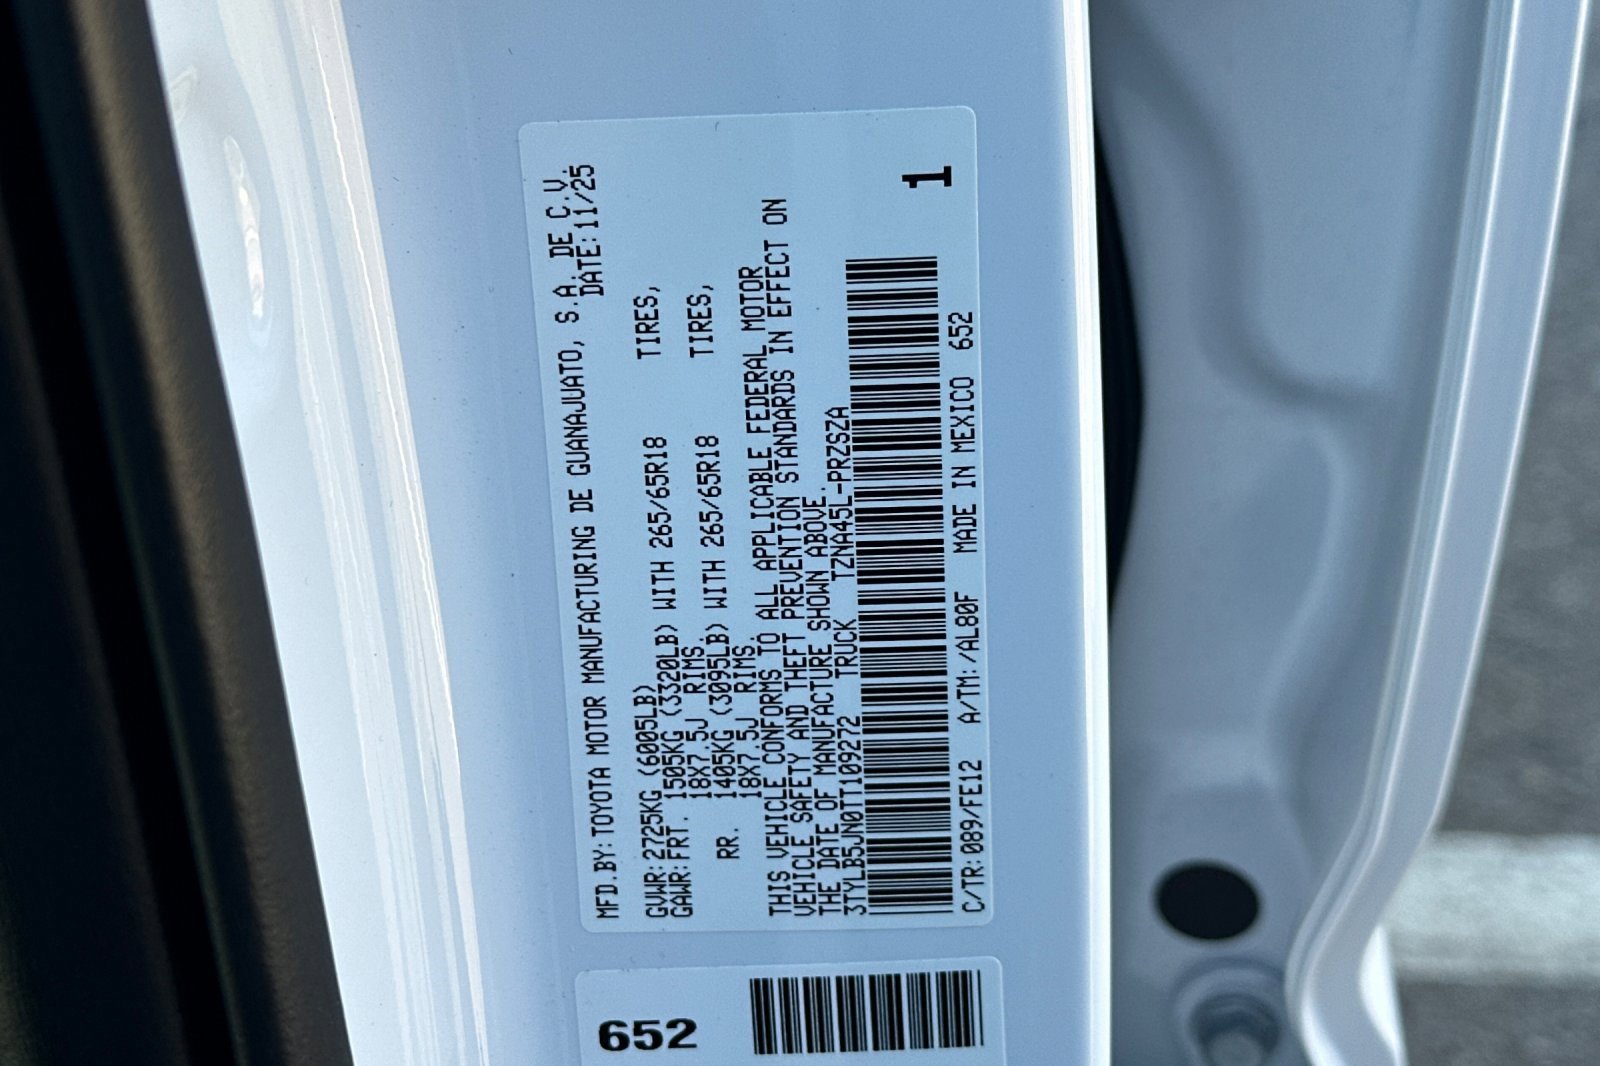 MFD.BY: TOYOTA MOTOR MANUFACTURING DE GUANAJUATO, S.A. DE C.V.
DATE: 11/25
GVWR: 2725KG (6005LB)
GAWR: FRT. 1505KG (3320LB) WITH 265/65R18 TIRES,
18X7.5J RIMS.
RR. 1405KG (3095LB) WITH 265/65R18 TIRES,
18X7.5J RIMS.
THIS VEHICLE CONFORMS TO ALL APPLICABLE FEDERAL MOTOR
VEHICLE SAFETY AND THEFT PREVENTION STANDARDS IN EFFECT ON
THE DATE OF MANUFACTURE SHOWN ABOVE.
3TYLB5JN0TT109272 TRUCK TZNA45L-PRZSZA
C/TR: 089/FE12 A/TM: /AL80F MADE IN MEXICO 652
1
652